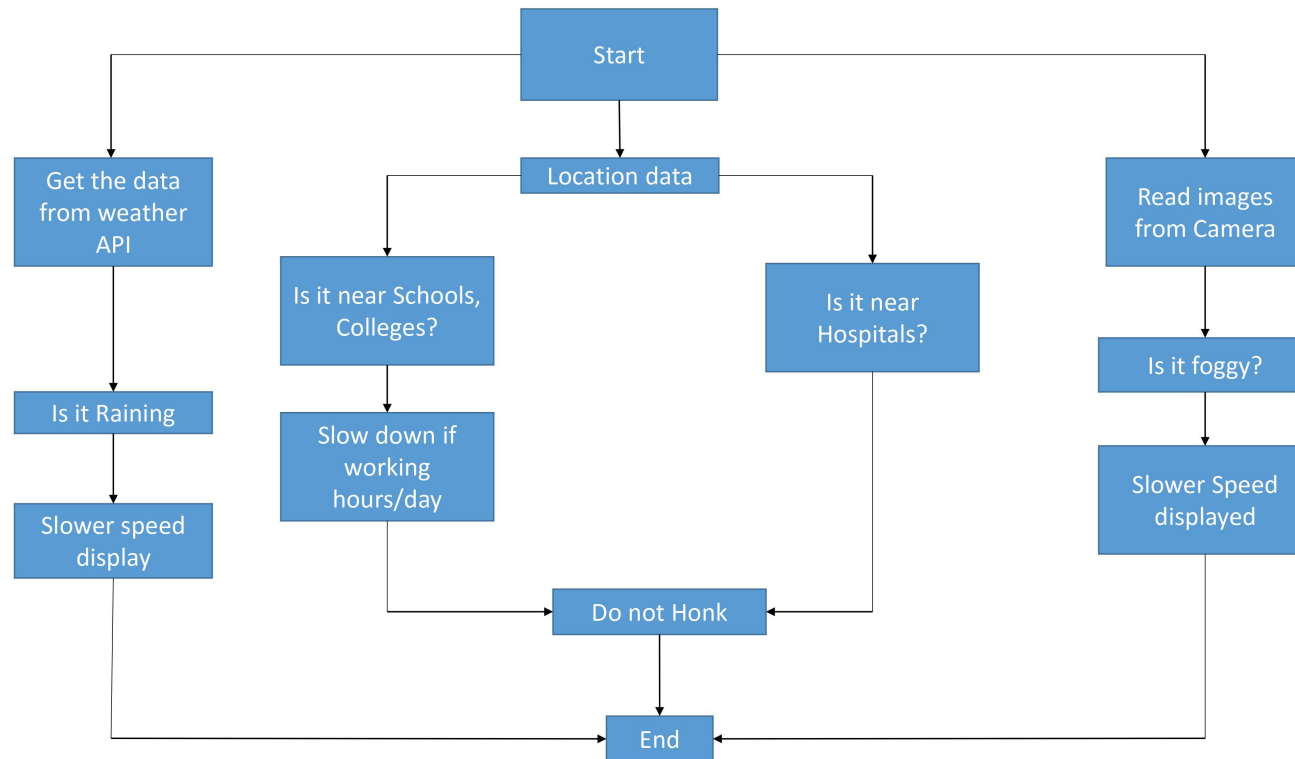 Start
Get the data
from weather
API
Location data
Read images
from Camera
Is it near Schools,
Colleges?
Is it near
Hospitals?
Is it foggy?
Is it Raining
Slow down if
working
hours/day
Slower Speed
displayed
Slower speed
display
Do not Honk
End